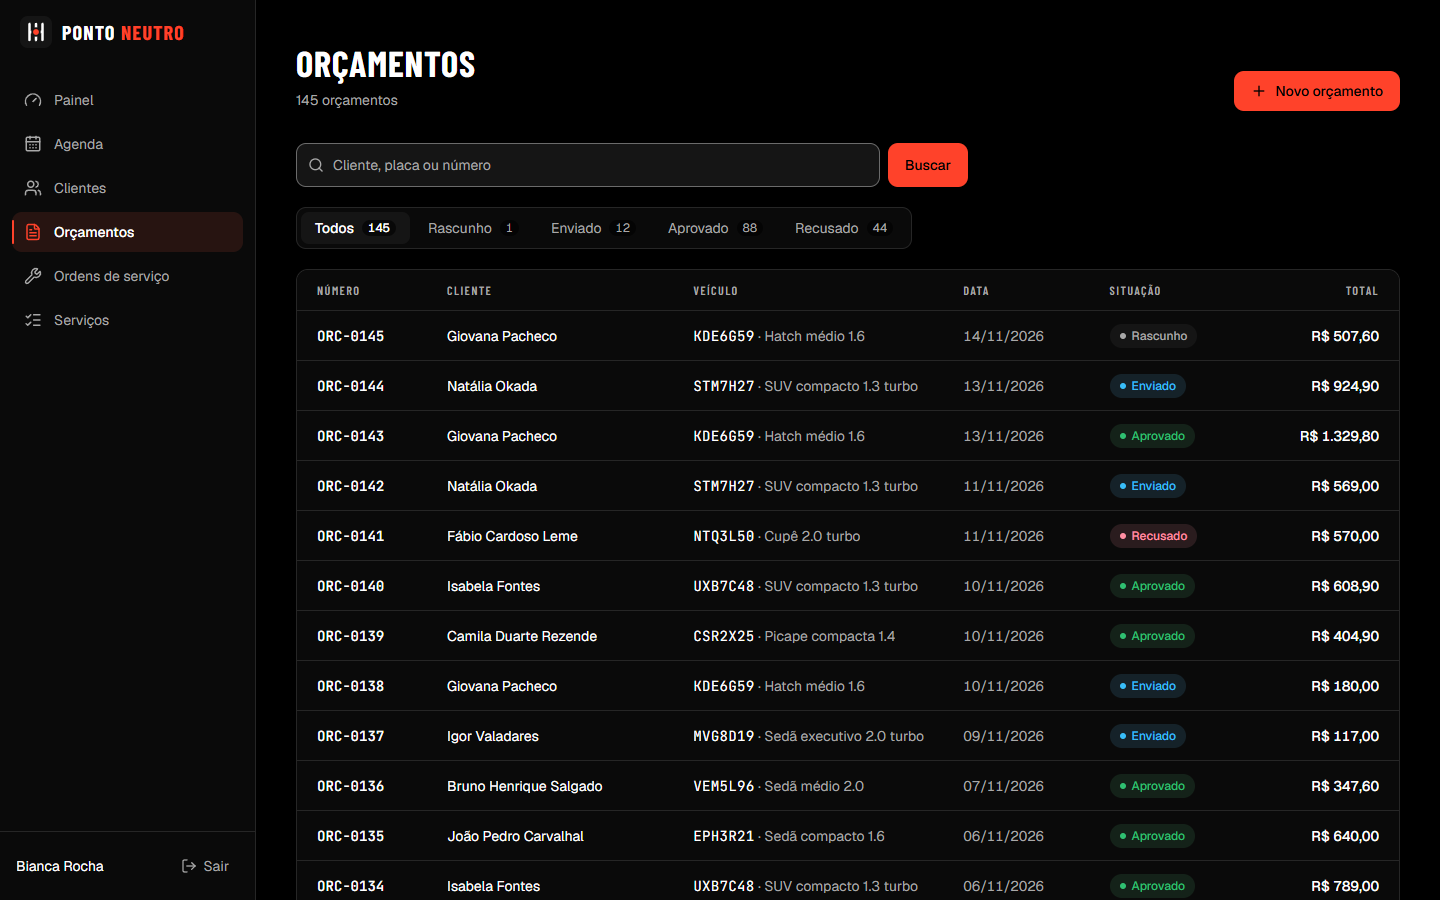 PONTO NEUTRO
Painel
Agenda
Clientes
Orçamentos
Ordens de serviço
Serviços
Bianca Rocha
Sair
ORÇAMENTOS
145 orçamentos
Novo orçamento
Cliente, placa ou número
Buscar
Todos 145 Rascunho 1 Enviado 12 Aprovado 88 Recusado 44
NÚMERO CLIENTE VEÍCULO DATA SITUAÇÃO TOTAL
ORC-0145 Giovana Pacheco KDE6G59 · Hatch médio 1.6 14/11/2026 Rascunho R$ 507,60
ORC-0144 Natália Okada STM7H27 · SUV compacto 1.3 turbo 13/11/2026 Enviado R$ 924,90
ORC-0143 Giovana Pacheco KDE6G59 · Hatch médio 1.6 13/11/2026 Aprovado R$ 1.329,80
ORC-0142 Natália Okada STM7H27 · SUV compacto 1.3 turbo 11/11/2026 Enviado R$ 569,00
ORC-0141 Fábio Cardoso Leme NTQ3L50 · Cupê 2.0 turbo 11/11/2026 Recusado R$ 570,00
ORC-0140 Isabela Fontes UXB7C48 · SUV compacto 1.3 turbo 10/11/2026 Aprovado R$ 608,90
ORC-0139 Camila Duarte Rezende CSR2X25 · Picape compacta 1.4 10/11/2026 Aprovado R$ 404,90
ORC-0138 Giovana Pacheco KDE6G59 · Hatch médio 1.6 10/11/2026 Enviado R$ 180,00
ORC-0137 Igor Valadares MVG8D19 · Sedã executivo 2.0 turbo 09/11/2026 Enviado R$ 117,00
ORC-0136 Bruno Henrique Salgado VEM5L96 · Sedã médio 2.0 07/11/2026 Aprovado R$ 347,60
ORC-0135 João Pedro Carvalhal EPH3R21 · Sedã compacto 1.6 06/11/2026 Aprovado R$ 640,00
ORC-0134 Isabela Fontes UXB7C48 · SUV compacto 1.3 turbo 06/11/2026 Aprovado R$ 789,00